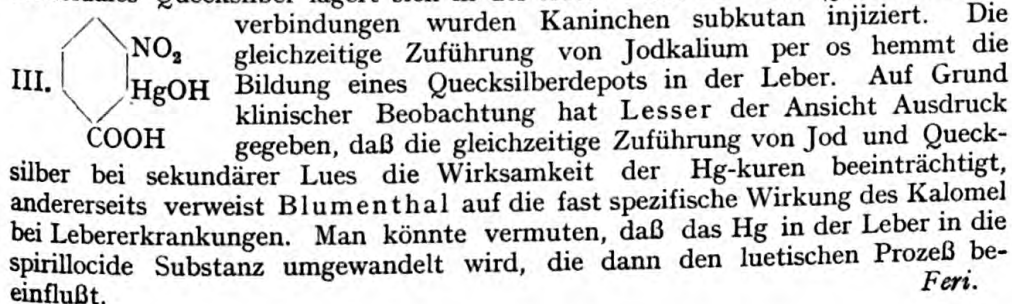 verbindungen wurden Kaninchen subkutan injiziert. Die
NO₂ gleichzeitige Zuführung von Jodkalium per os hemmt die
III. HgOH Bildung eines Quecksilberdepots in der Leber. Auf Grund
klinischer Beobachtung hat Lesser der Ansicht Ausdruck
COOH gegeben, daß die gleichzeitige Zuführung von Jod und Queck-
silber bei sekundärer Lues die Wirksamkeit der Hg-kuren beeinträchtigt,
andererseits verweist Blumenthal auf die fast spezifische Wirkung des Kalomel
bei Lebererkrankungen. Man könnte vermuten, daß das Hg in der Leber in die
spirillocide Substanz umgewandelt wird, die dann den luetischen Prozeß be-
einflußt. Feri.